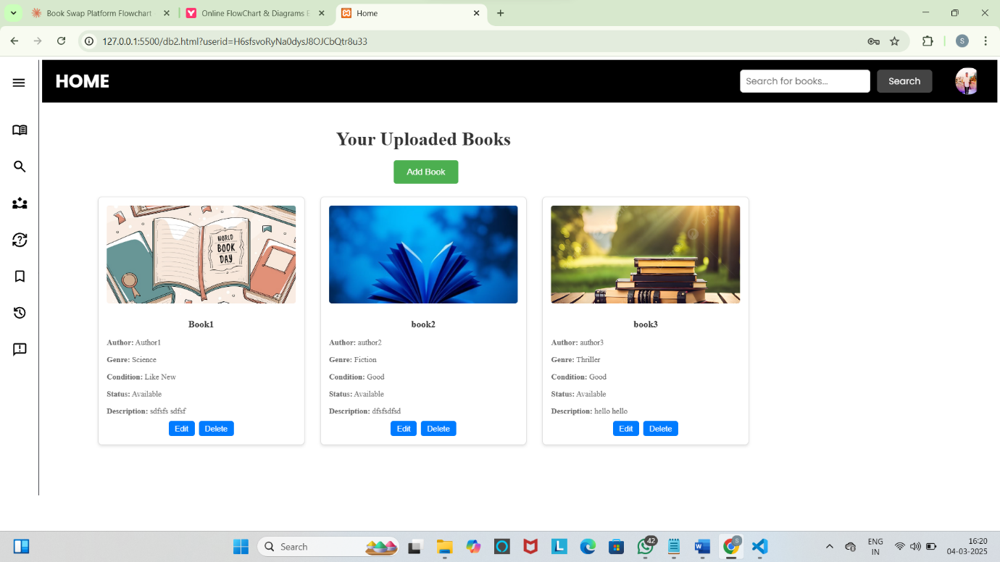 Book Swap Platform Flowchart
Online FlowChart & Diagrams E
Home
127.0.0.1:5500/db2.html?userid=H6sfsvoRyNa0dysJ8OJCbQtr8u33
S
HOME
Search for books...
Search
Your Uploaded Books
Add Book
WORLD
BOOK
DAY
Book1
Author: Author1
Genre: Science
Condition: Like New
Status: Available
Description: sdfsfs sdfsf
Edit
Delete
book2
Author: author2
Genre: Fiction
Condition: Good
Status: Available
Description: dfsfsdfsd
Edit
Delete
book3
Author: author3
Genre: Thriller
Condition: Good
Status: Available
Description: hello hello
Edit
Delete
Search
L
42
W
S
ENG
IN
16:20
04-03-2025